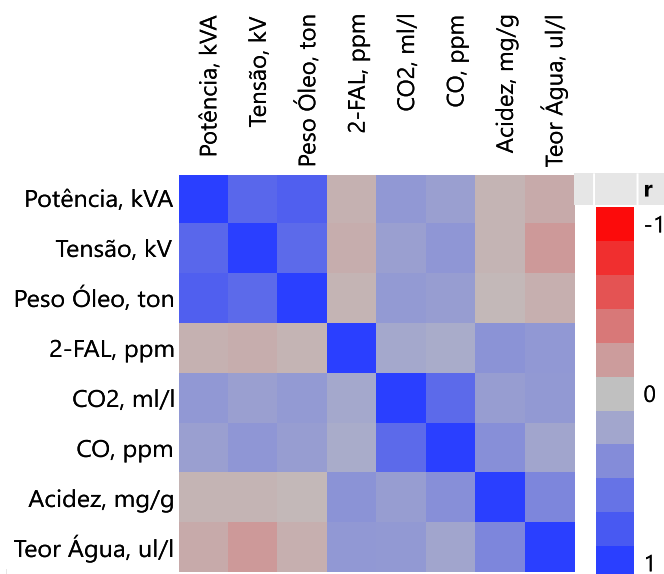 Potência, kVA
Tensão, kV
Peso Óleo, ton
2-FAL, ppm
CO2, ml/l
CO, ppm
Acidez, mg/g
Teor Água, ul/l
Potência, kVA
Tensão, kV
Peso Óleo, ton
2-FAL, ppm
CO2, ml/l
CO, ppm
Acidez, mg/g
Teor Água, ul/l
r
-1
0
1